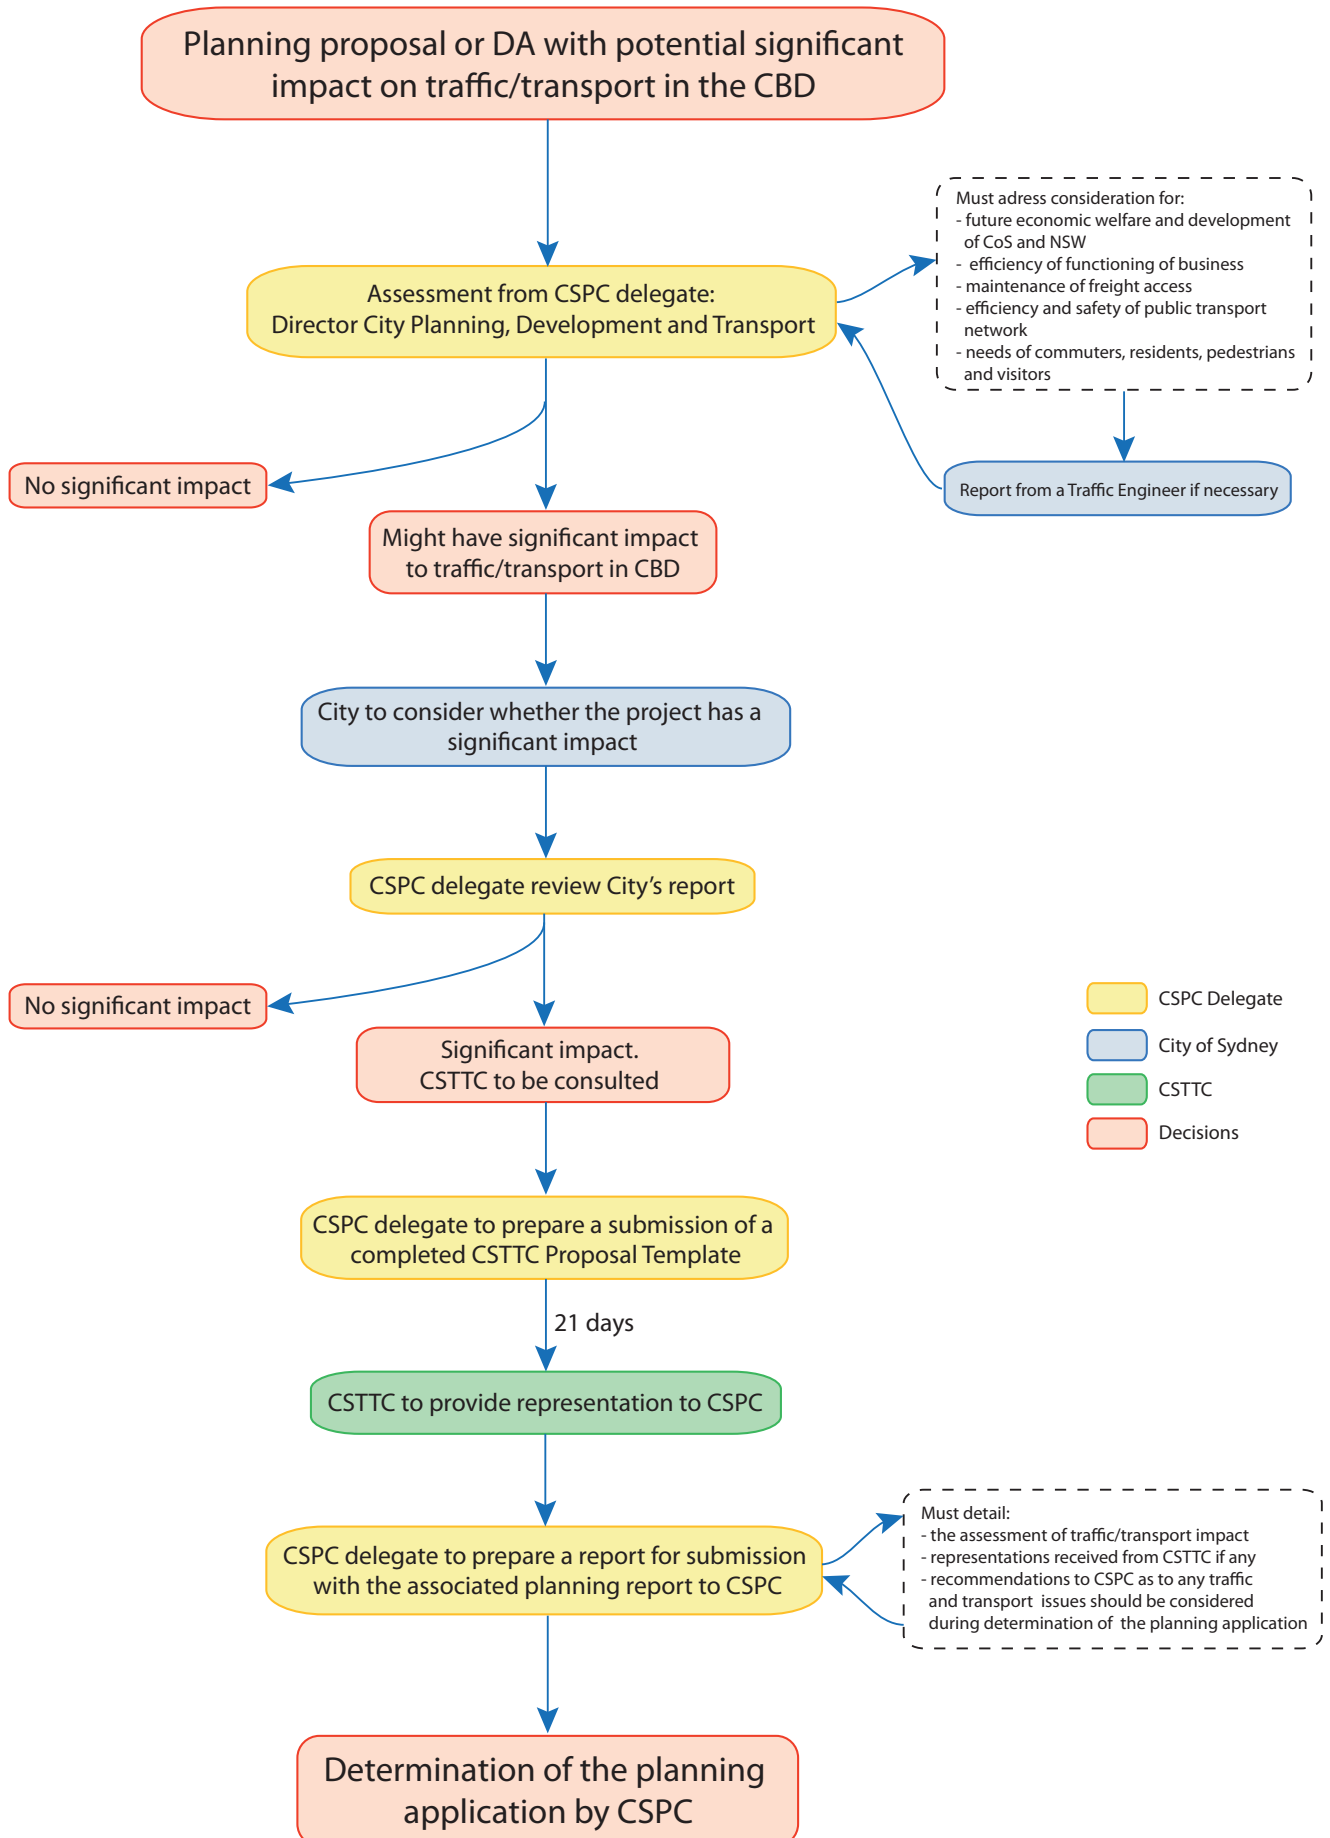 Planning proposal or DA with potential significant
impact on traffic/transport in the CBD
Must adress consideration for:
- future economic welfare and development
of CoS and NSW
- efficiency of functioning of business
- maintenance of freight access
- efficiency and safety of public transport
network
- needs of commuters, residents, pedestrians
and visitors
Assessment from CSPC delegate:
Director City Planning, Development and Transport
No significant impact
Report from a Traffic Engineer if necessary
Might have significant impact
to traffic/transport in CBD
City to consider whether the project has a
significant impact
CSPC delegate review City's report
No significant impact
Significant impact.
CSTTC to be consulted
CSPC Delegate
City of Sydney
CSTTC
Decisions
CSPC delegate to prepare a submission of a
completed CSTTC Proposal Template
21 days
CSTTC to provide representation to CSPC
CSPC delegate to prepare a report for submission
with the associated planning report to CSPC
Must detail:
- the assessment of traffic/transport impact
- representations received from CSTTC if any
- recommendations to CSPC as to any traffic
and transport issues should be considered
during determination of the planning application
Determination of the planning
application by CSPC